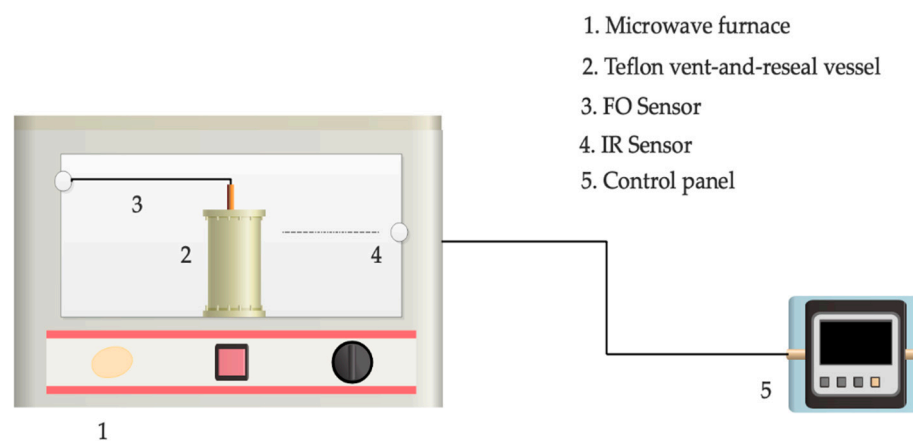 1. Microwave furnace
2. Teflon vent-and-reseal vessel
3. FO Sensor
4. IR Sensor
5. Control panel
3
2
4
5
1